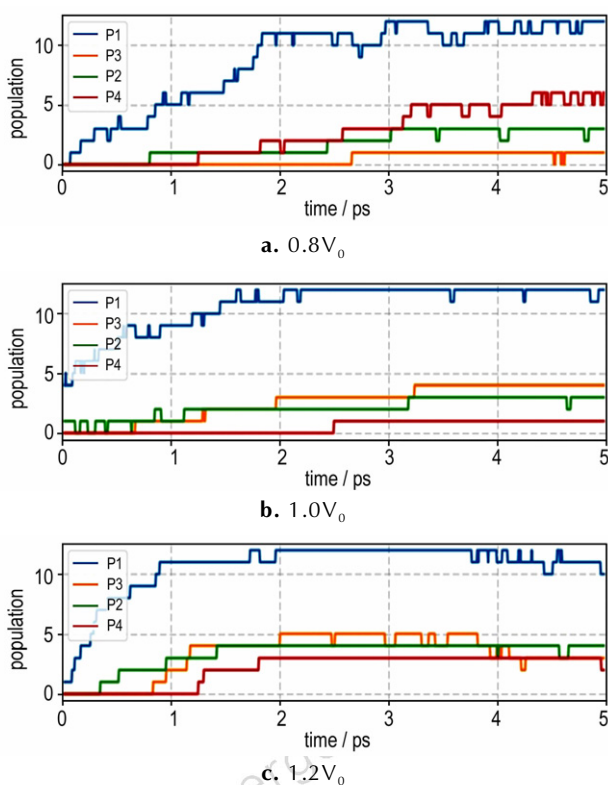 population
10
5
0
P1
P3
P2
P4
0 1 2 3 4 5
time / ps
a. 0.8V₀
population
10
5
0
P1
P3
P2
P4
0 1 2 3 4 5
time / ps
b. 1.0V₀
population
10
5
0
P1
P3
P2
P4
0 1 2 3 4 5
time / ps
c. 1.2V₀